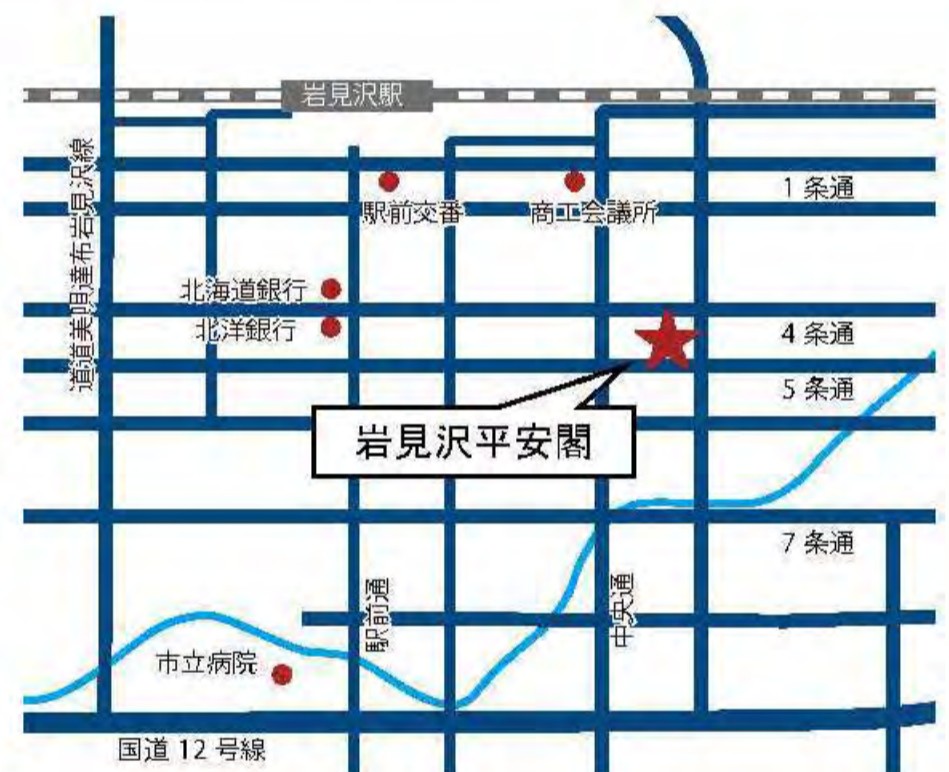 岩見沢駅
道道美唄達布岩見沢線
1 条通
駅前交番
商工会議所
北海道銀行
北洋銀行
4 条通
5 条通
岩見沢平安閣
7 条通
駅前通
中央通
市立病院
国道 12 号線